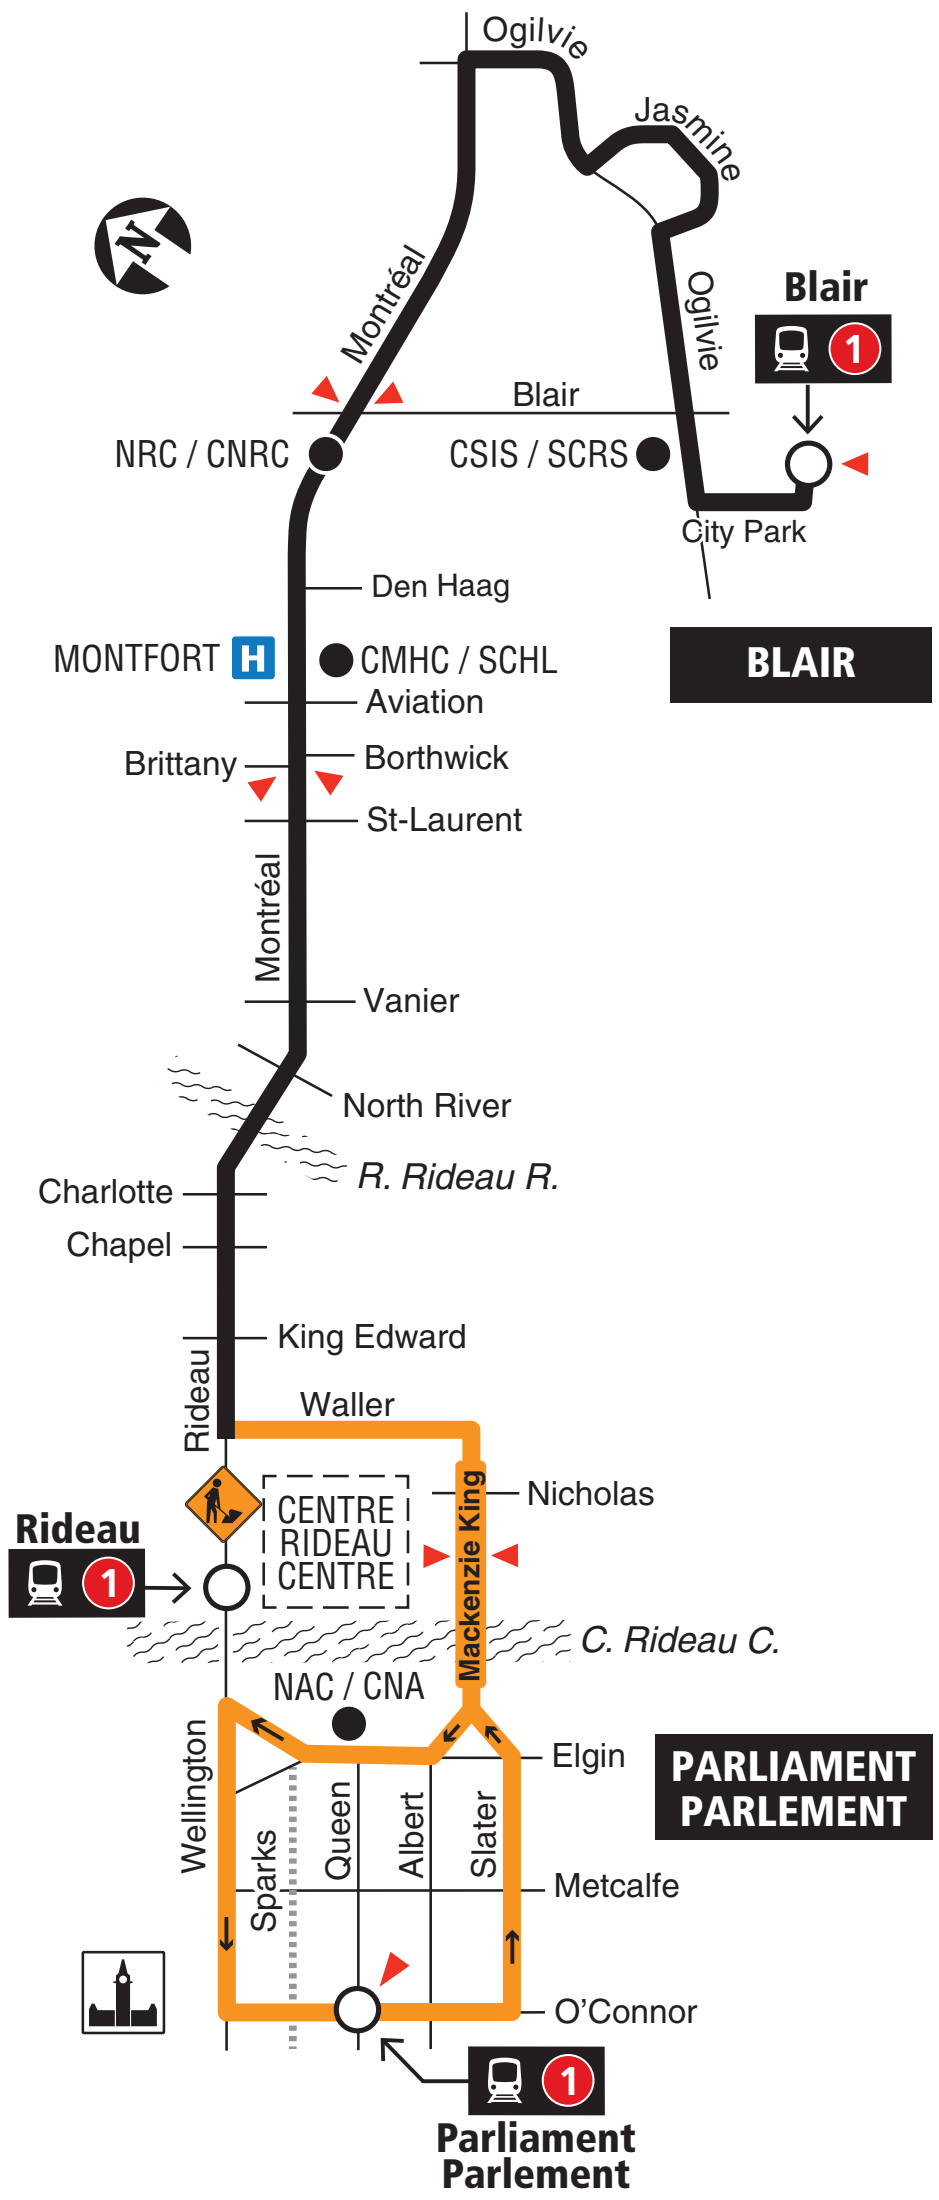 Ogilvie
Jasmine
N
Montréal
Ogilvie
Blair
1
Blair
NRC / CNRC
CSIS / SCRS
City Park
Den Haag
MONTFORT H
CMHC / SCHL
BLAIR
Aviation
Brittany
Borthwick
St-Laurent
Montréal
Vanier
North River
R. Rideau R.
Charlotte
Chapel
King Edward
Rideau
Waller
Mackenzie King
Nicholas
CENTRE
RIDEAU
CENTRE
Rideau
1
C. Rideau C.
NAC / CNA
Elgin
PARLIAMENT
PARLEMENT
Wellington
Sparks
Queen
Albert
Slater
Metcalfe
O'Connor
1
Parliament
Parlement